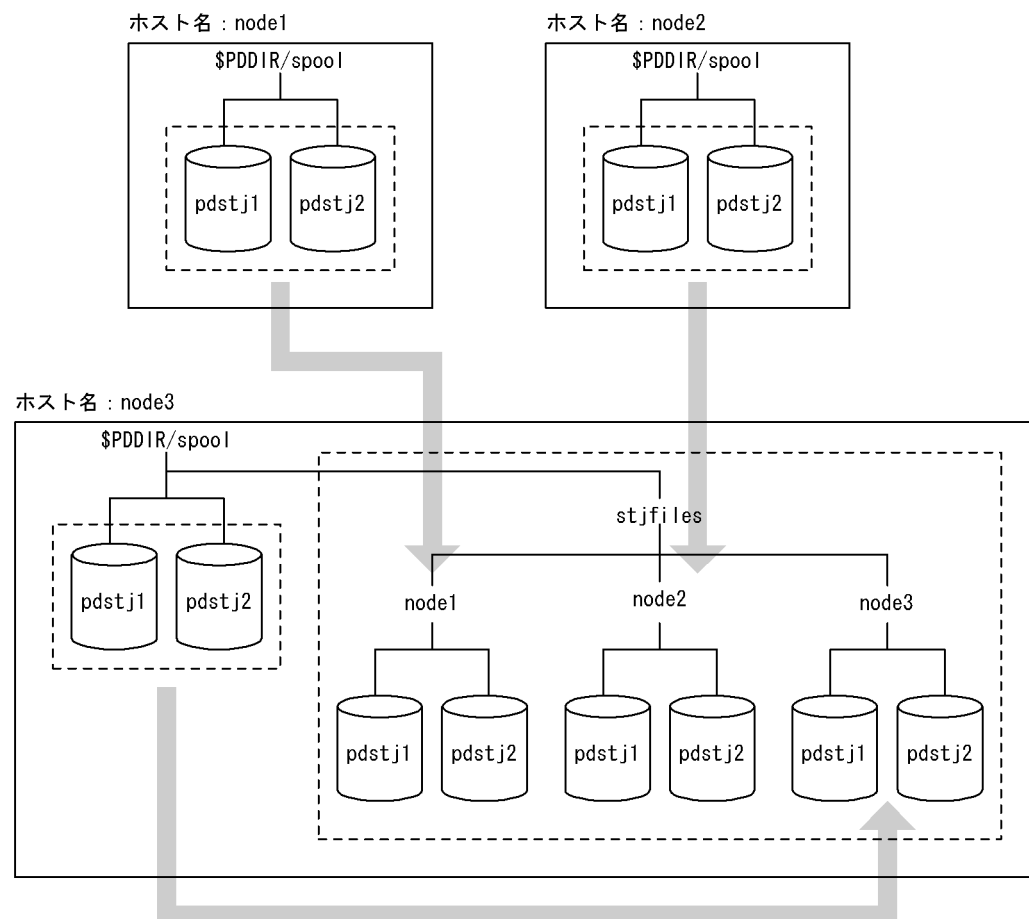 ホスト名：node1
ホスト名：node2
$PDDIR/spool
$PDDIR/spool
pdstj1
pdstj2
pdstj1
pdstj2
ホスト名：node3
$PDDIR/spool
stjfiles
pdstj1
pdstj2
node1
node2
node3
pdstj1
pdstj2
pdstj1
pdstj2
pdstj1
pdstj2